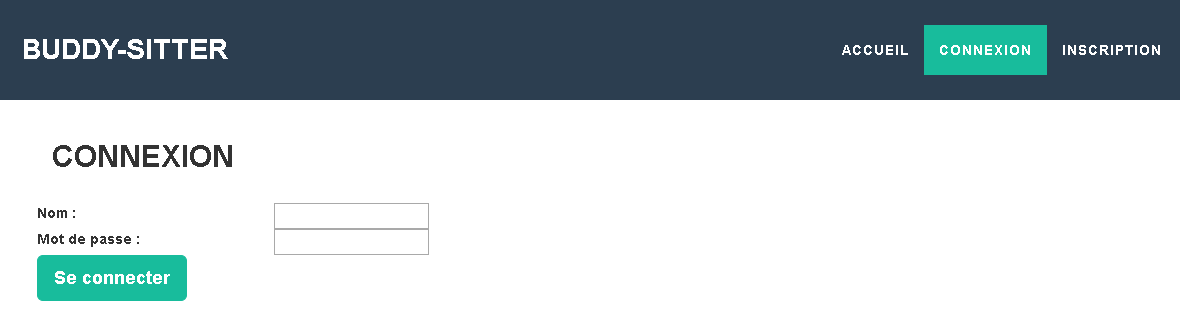 BUDDY-SITTER
ACCUEIL CONNEXION INSCRIPTION
CONNEXION
Nom :
Mot de passe :
Se connecter